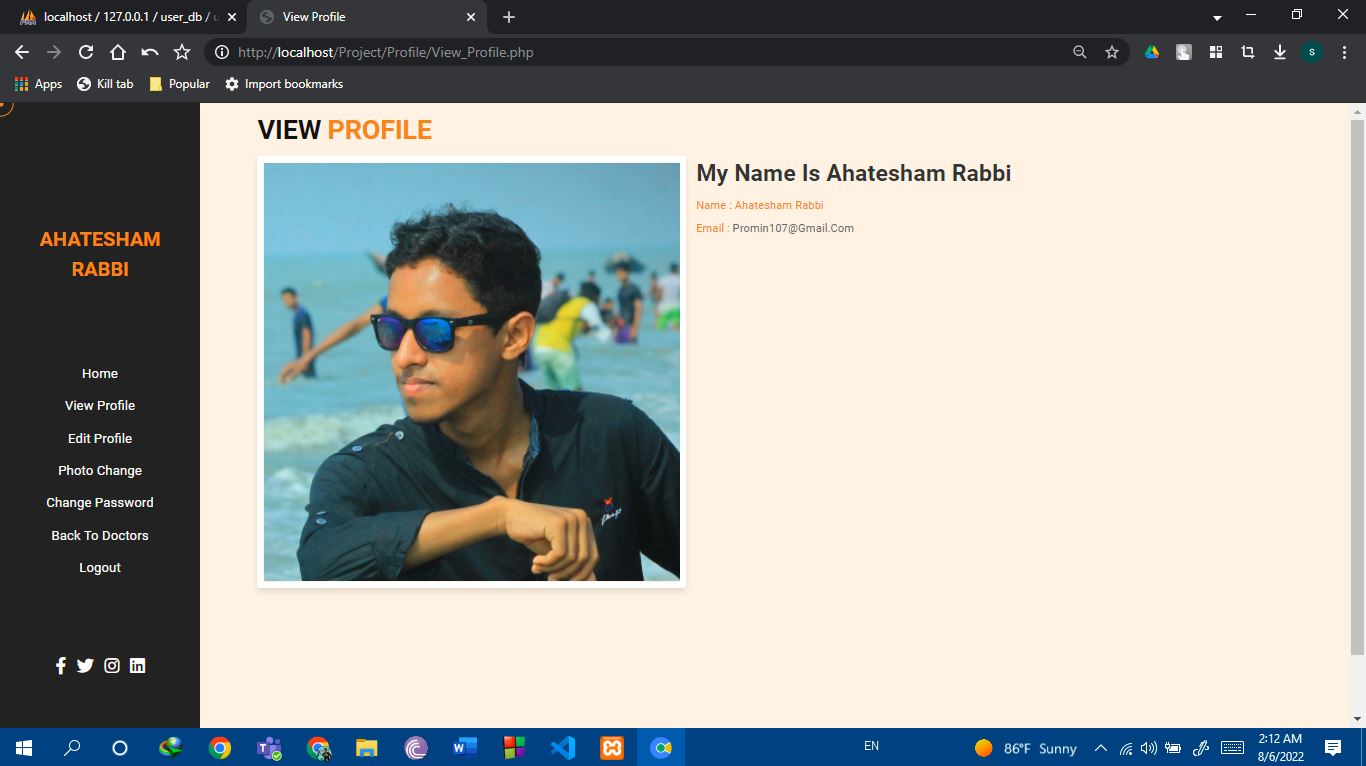 localhost / 127.0.0.1 / user_db / u
View Profile
http://localhost/Project/Profile/View_Profile.php
S
Apps
Kill tab
Popular
Import bookmarks
AHATESHAM
RABBI
Home
View Profile
Edit Profile
Photo Change
Change Password
Back To Doctors
Logout
VIEW PROFILE
My Name Is Ahatesham Rabbi
Name : Ahatesham Rabbi
Email : Promin107@Gmail.Com
EN
86°F Sunny
2:12 AM
8/6/2022